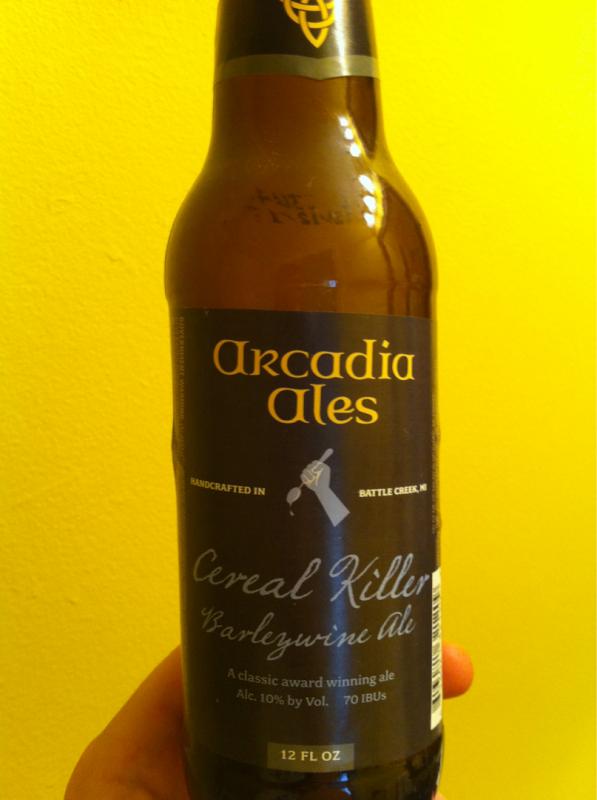 Arcadia
Ales
HANDCRAFTED IN
BATTLE CREEK, MI
Cereal Killer
Barleywine Ale
A classic award winning ale
Alc. 10% by Vol. 70 IBUs
12 FL OZ